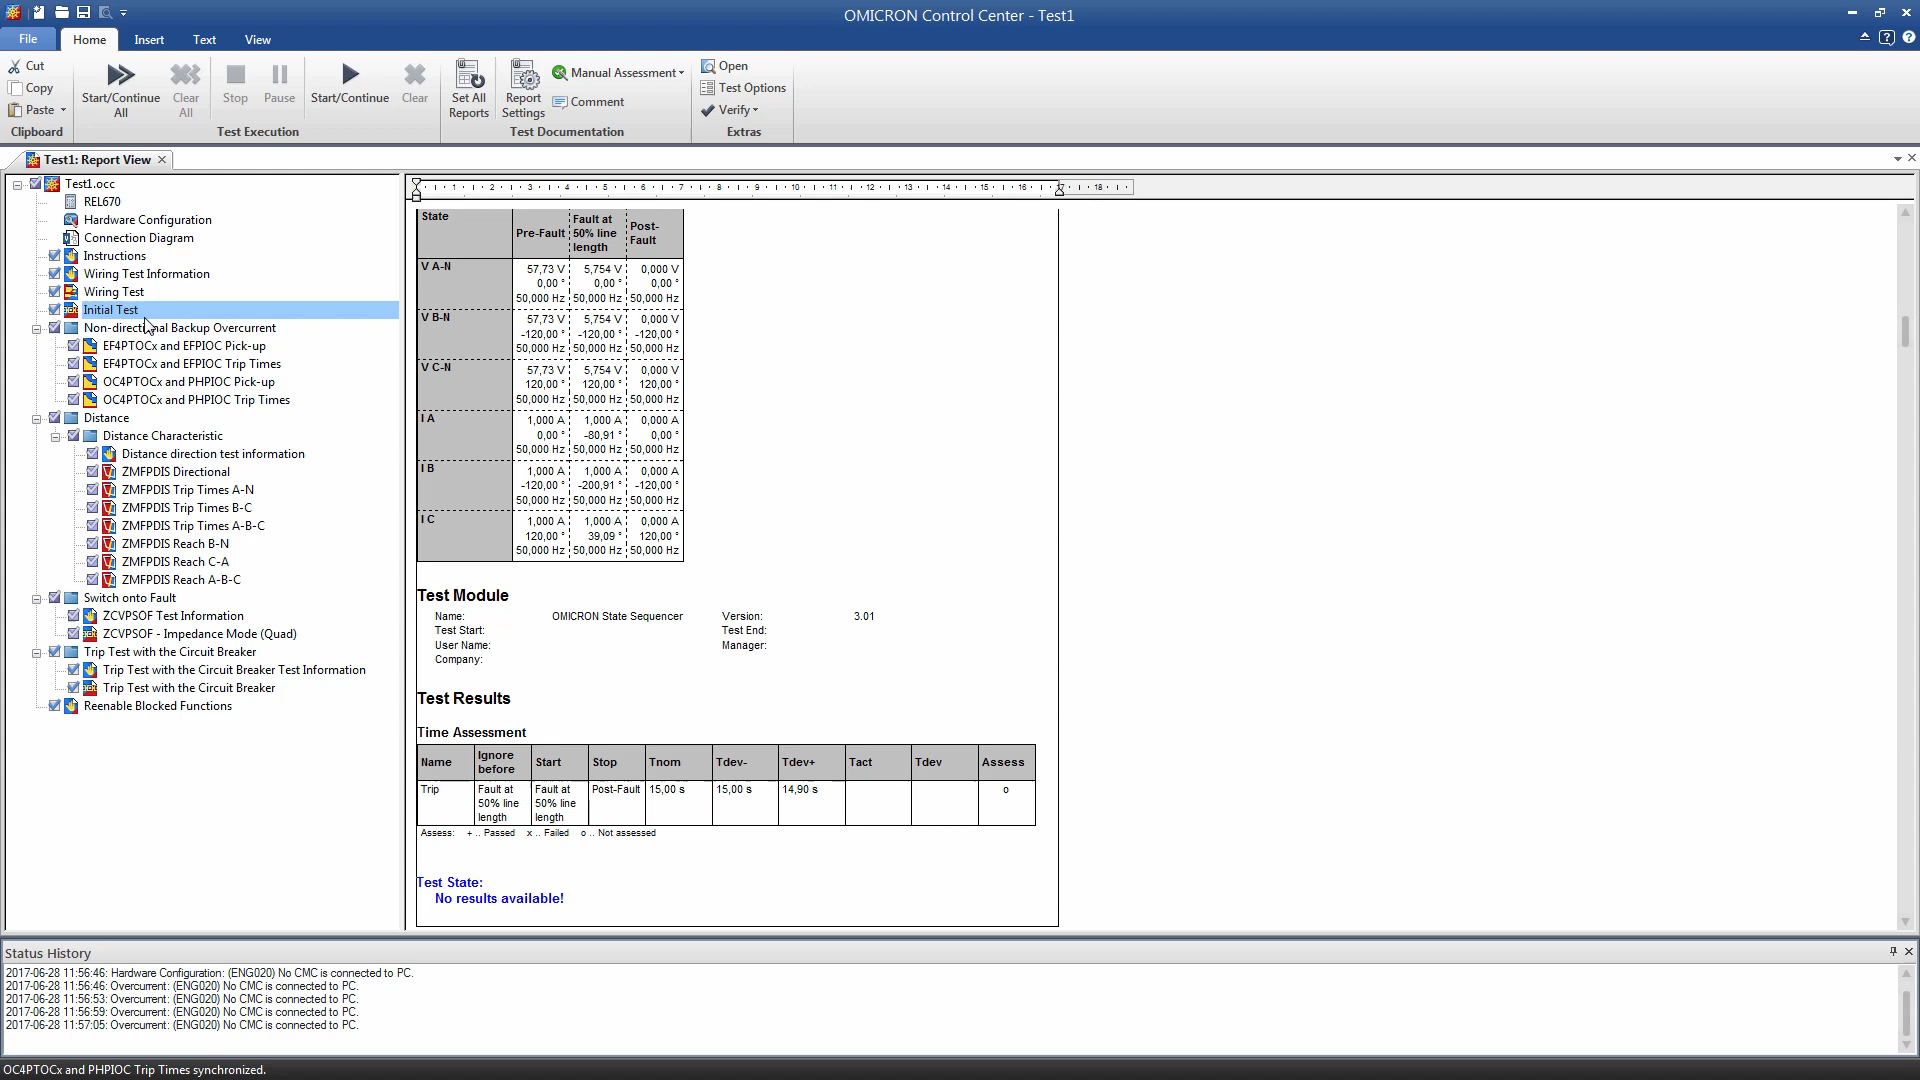 OMICRON Control Center - Test1
File Home Insert Text View
Cut
Copy
Paste
Clipboard
Start/Continue All
Clear All
Stop
Pause
Start/Continue
Clear
Test Execution
Set All Reports
Report Settings
Manual Assessment
Comment
Test Documentation
Open
Test Options
Verify
Extras
Test1: Report View
Test1.occ
REL670
Hardware Configuration
Connection Diagram
Instructions
Wiring Test Information
Wiring Test
Initial Test
Non-directional Backup Overcurrent
EF4PTOCx and EFPIOC Pick-up
EF4PTOCx and EFPIOC Trip Times
OC4PTOCx and PHPIOC Pick-up
OC4PTOCx and PHPIOC Trip Times
Distance
Distance Characteristic
Distance direction test information
ZMFPDIS Directional
ZMFPDIS Trip Times A-N
ZMFPDIS Trip Times B-C
ZMFPDIS Trip Times A-B-C
ZMFPDIS Reach B-N
ZMFPDIS Reach C-A
ZMFPDIS Reach A-B-C
Switch onto Fault
ZCVPSOF Test Information
ZCVPSOF - Impedance Mode (Quad)
Trip Test with the Circuit Breaker
Trip Test with the Circuit Breaker Test Information
Trip Test with the Circuit Breaker
Reenable Blocked Functions
1 2 3 4 5 6 7 8 9 10 11 12 13 14 15 16 17 18
State Pre-Fault Fault at 50% line length Post-Fault
V A-N 57,73 V 5,754 V 0,000 V
0,00 ° 0,00 ° 0,00 °
50,000 Hz 50,000 Hz 50,000 Hz
V B-N 57,73 V 5,754 V 0,000 V
-120,00 ° -120,00 ° -120,00 °
50,000 Hz 50,000 Hz 50,000 Hz
V C-N 57,73 V 5,754 V 0,000 V
120,00 ° 120,00 ° 120,00 °
50,000 Hz 50,000 Hz 50,000 Hz
I A 1,000 A 1,000 A 0,000 A
0,00 ° -80,91 ° 0,00 °
50,000 Hz 50,000 Hz 50,000 Hz
I B 1,000 A 1,000 A 0,000 A
-120,00 ° -200,91 ° -120,00 °
50,000 Hz 50,000 Hz 50,000 Hz
I C 1,000 A 1,000 A 0,000 A
120,00 ° 39,09 ° 120,00 °
50,000 Hz 50,000 Hz 50,000 Hz
Test Module
Name: OMICRON State Sequencer Version: 3.01
Test Start: Test End:
User Name: Manager:
Company:
Test Results
Time Assessment
Name Ignore before Start Stop Tnom Tdev- Tdev+ Tact Tdev Assess
Trip Fault at 50% line length Fault at 50% line length Post-Fault 15,00 s 15,00 s 14,90 s o
Assess: + .. Passed x .. Failed o .. Not assessed
Test State:
No results available!
Status History
2017-06-28 11:56:46: Hardware Configuration: (ENG020) No CMC is connected to PC.
2017-06-28 11:56:46: Overcurrent: (ENG020) No CMC is connected to PC.
2017-06-28 11:56:53: Overcurrent: (ENG020) No CMC is connected to PC.
2017-06-28 11:56:59: Overcurrent: (ENG020) No CMC is connected to PC.
2017-06-28 11:57:05: Overcurrent: (ENG020) No CMC is connected to PC.
OC4PTOCx and PHPIOC Trip Times synchronized.